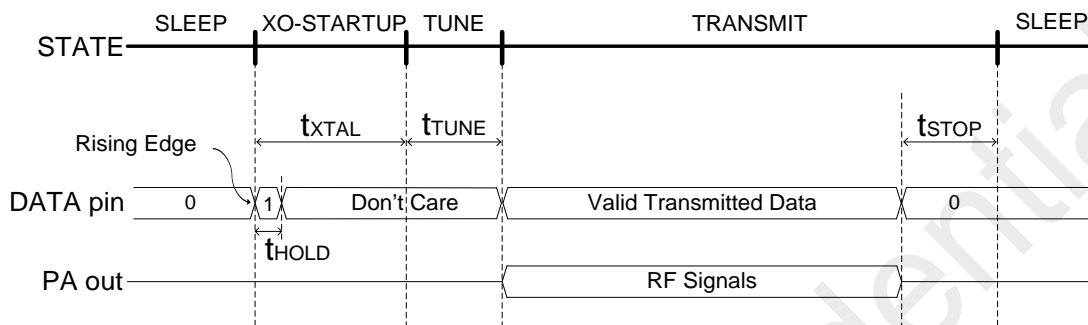 SLEEP XO-STARTUP TUNE TRANSMIT SLEEP
STATE
tXTAL tTUNE tSTOP
Rising Edge
DATA pin 0 1 Don't Care Valid Transmitted Data 0
tHOLD
PA out RF Signals